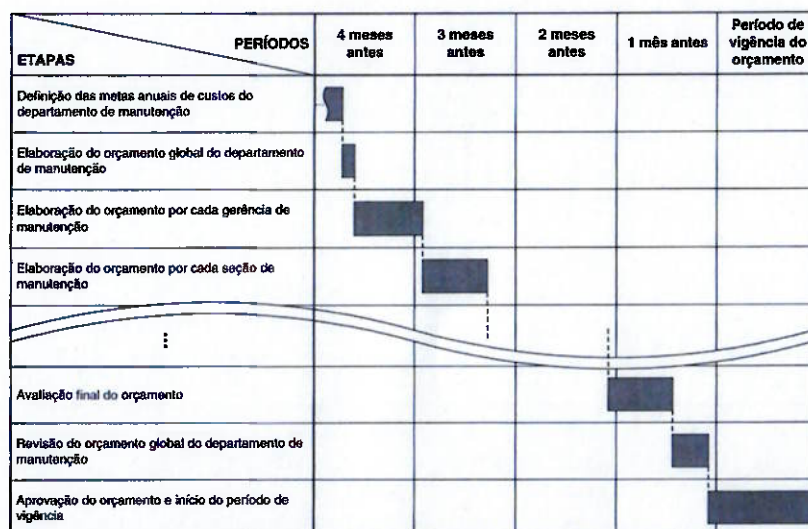 PERÍODOS
ETAPAS
4 meses
antes
3 meses
antes
2 meses
antes
1 mês antes
Período de
vigência do
orçamento
Definição das metas anuais de custos do
departamento de manutenção
Elaboração do orçamento global do departamento
de manutenção
Elaboração do orçamento por cada gerência de
manutenção
Elaboração do orçamento por cada seção de
manutenção
⋮
Avaliação final do orçamento
Revisão do orçamento global do departamento de
manutenção
Aprovação do orçamento e início do período de
vigência